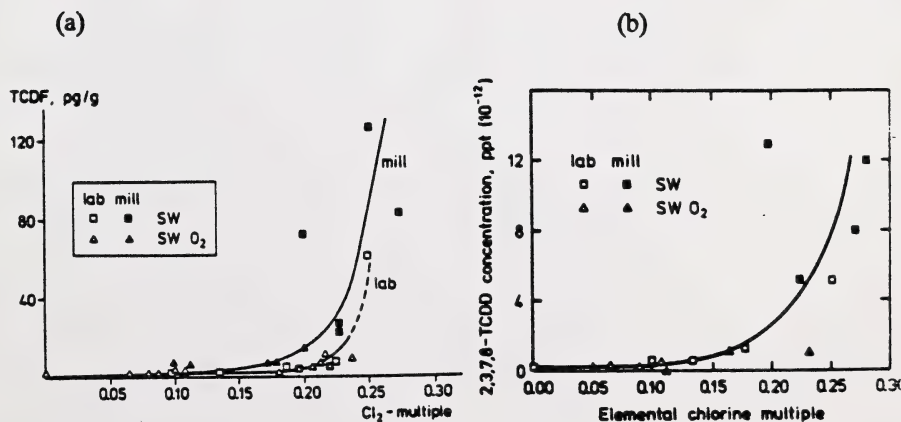 (a)
(b)
TCDF, pg/g
120
80
40
lab mill
SW
SW O₂
mill
lab
0.05
0.10
0.15
0.20
0.25
0.30
Cl₂-multiple
2,3,7,8-TCDD concentration, ppt (10⁻¹²)
12
8
4
0
lab mill
SW
SW O₂
0.00
0.05
0.10
0.15
0.20
0.25
0.30
Elemental chlorine multiple